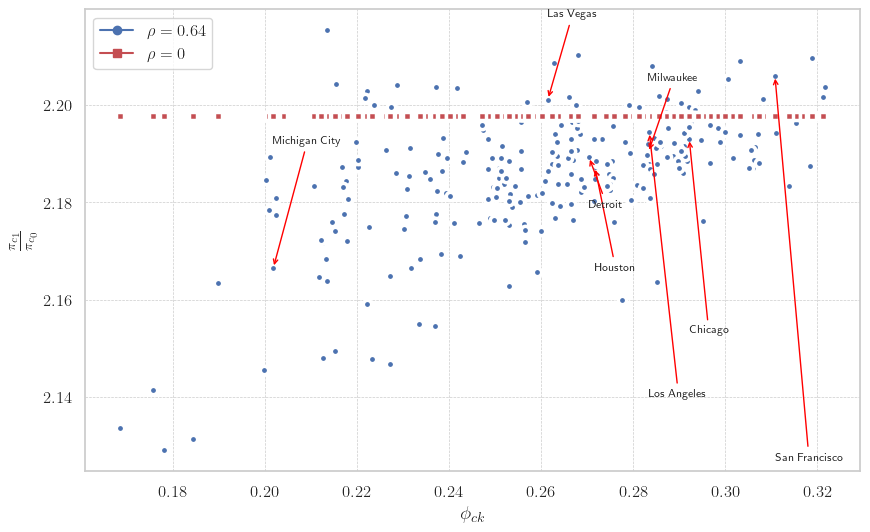 ρ = 0.64
ρ = 0
Las Vegas
Milwaukee
Michigan City
Detroit
Houston
Chicago
Los Angeles
San Francisco
2.20
2.18
2.16
2.14
π_{c_1}/π_{c_0}
0.18 0.20 0.22 0.24 0.26 0.28 0.30 0.32
ϕ_{ck}